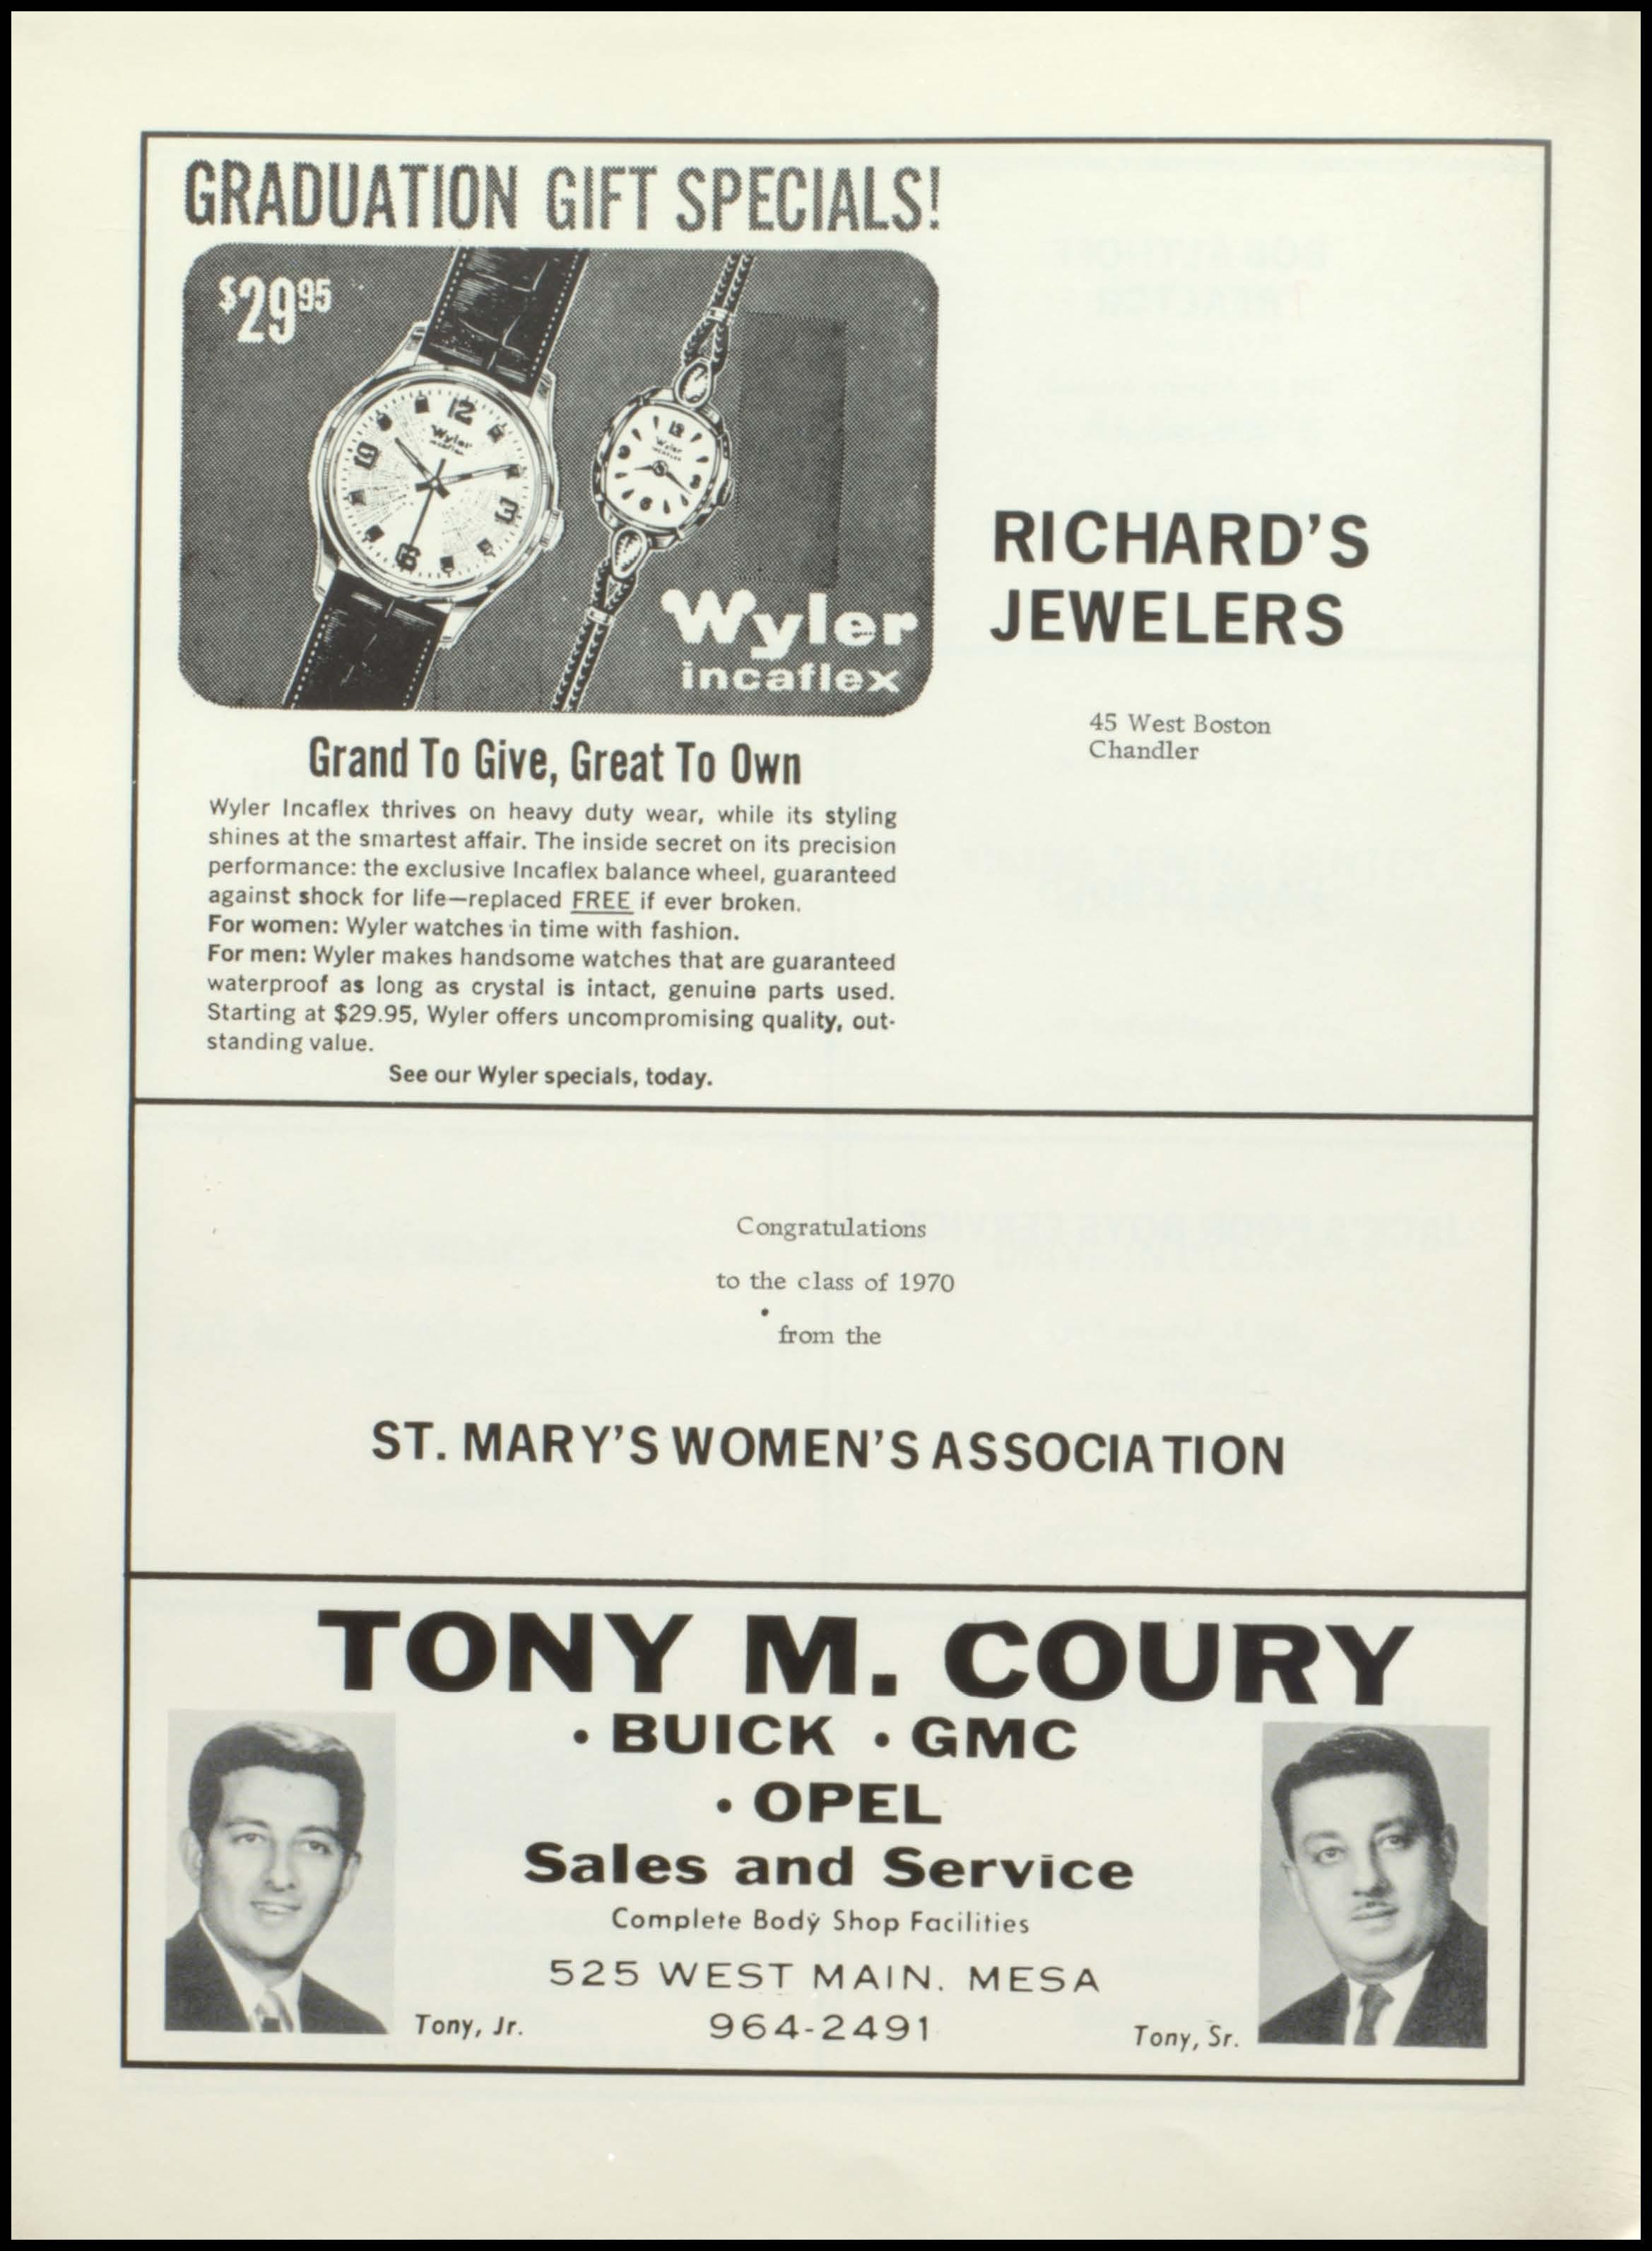 GRADUATION GIFT SPECIALS!
$29.95
12
Wyler
incaflex
9
3
6
12
Wyler
incaflex
Wyler
incaflex
Grand To Give, Great To Own
Wyler Incaflex thrives on heavy duty wear, while its styling
shines at the smartest affair. The inside secret on its precision
performance: the exclusive Incaflex balance wheel, guaranteed
against shock for life—replaced FREE if ever broken.
For women: Wyler watches in time with fashion.
For men: Wyler makes handsome watches that are guaranteed
waterproof as long as crystal is intact, genuine parts used.
Starting at $29.95, Wyler offers uncompromising quality, out-
standing value.
See our Wyler specials, today.
RICHARD'S
JEWELERS
45 West Boston
Chandler
Congratulations
to the class of 1970
from the
ST. MARY'S WOMEN'S ASSOCIATION
TONY M. COURY
• BUICK • GMC
• OPEL
Sales and Service
Complete Body Shop Facilities
525 WEST MAIN. MESA
964-2491
Tony, Jr.
Tony, Sr.